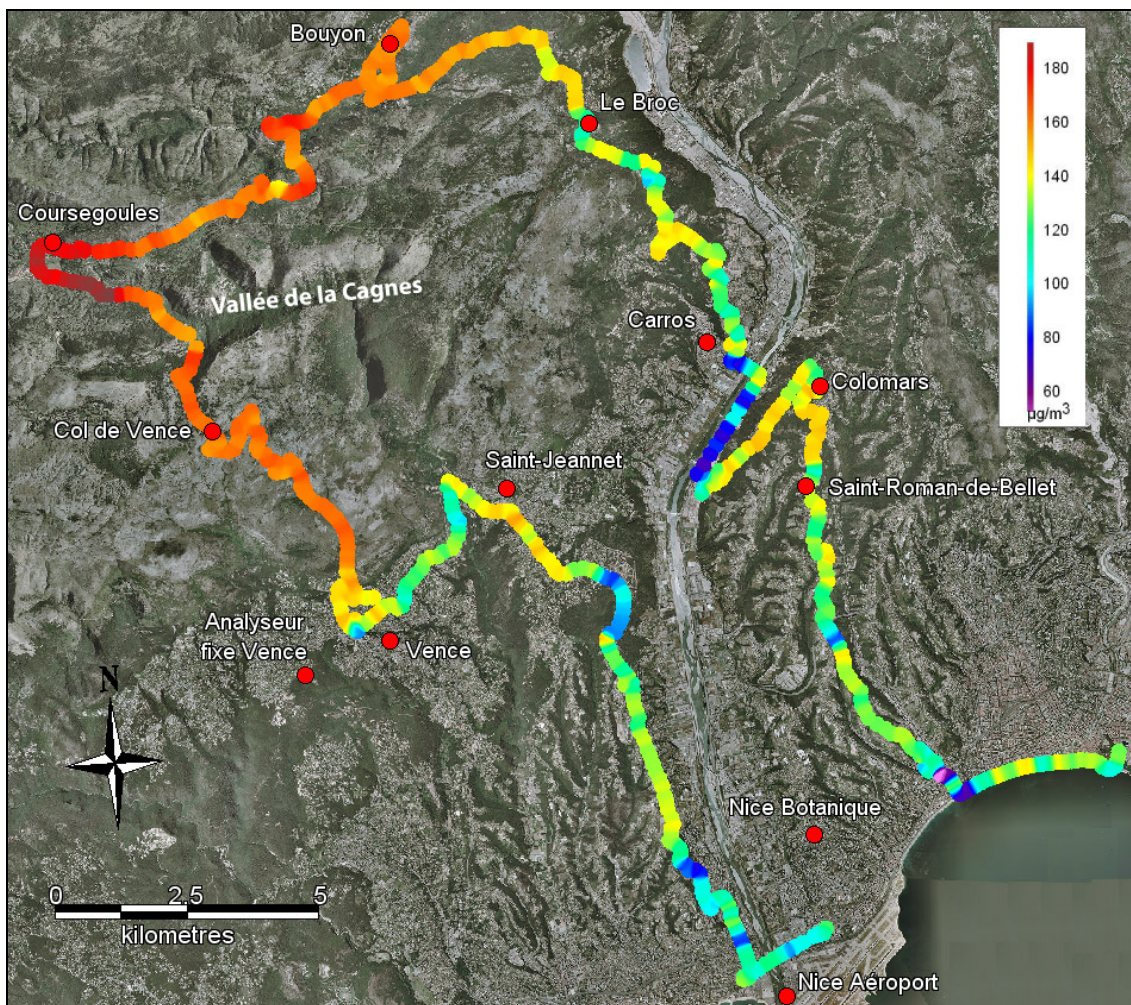 Bouyon
Le Broc
Coursegoules
Vallée de la Cagnes
Carros
Colomars
Col de Vence
Saint-Jeannet
Saint-Roman-de-Bellet
Analyseur
fixe Vence
Vence
N
Nice Botanique
0 2.5 5
kilometres
Nice Aéroport
180
160
140
120
100
80
60
µg/m³